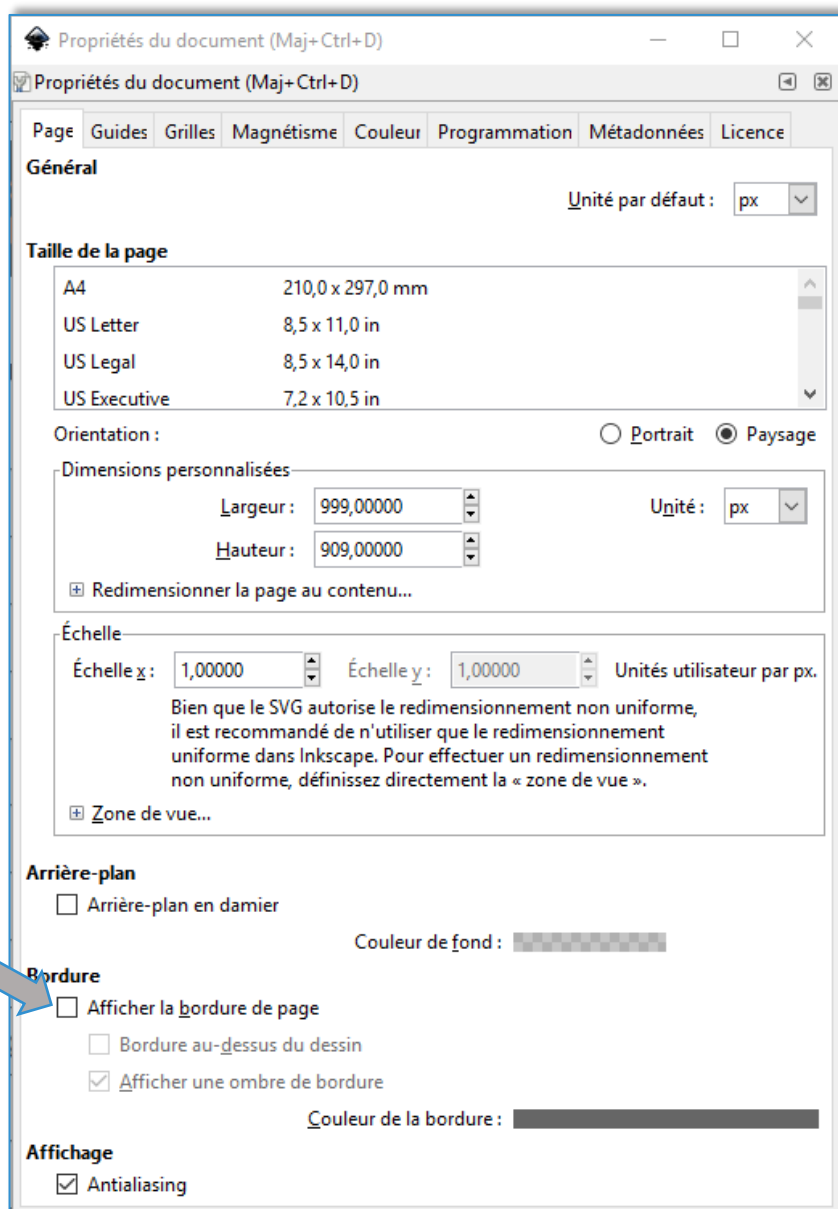 Propriétés du document (Maj+Ctrl+D)
Propriétés du document (Maj+Ctrl+D)
Page Guides Grilles Magnétisme Couleur Programmation Métadonnées Licence
Général
Unité par défaut : px
Taille de la page
A4 210,0 x 297,0 mm
US Letter 8,5 x 11,0 in
US Legal 8,5 x 14,0 in
US Executive 7,2 x 10,5 in
Orientation : Portrait Paysage
Dimensions personnalisées
Largeur : 999,00000 Unité : px
Hauteur : 909,00000
Redimensionner la page au contenu...
Échelle
Échelle x : 1,00000 Échelle y : 1,00000 Unités utilisateur par px.
Bien que le SVG autorise le redimensionnement non uniforme,
il est recommandé de n'utiliser que le redimensionnement
uniforme dans Inkscape. Pour effectuer un redimensionnement
non uniforme, définissez directement la « zone de vue ».
Zone de vue...
Arrière-plan
Arrière-plan en damier
Couleur de fond :
Bordure
Afficher la bordure de page
Bordure au-dessus du dessin
Afficher une ombre de bordure
Couleur de la bordure :
Affichage
Antialiasing